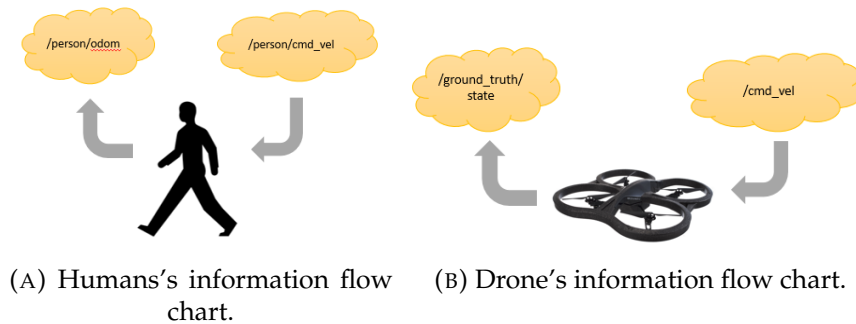 /person/odom
/person/cmd_vel
/ground_truth/
state
/cmd_vel
(A) Humans's information flow
chart.
(B) Drone's information flow chart.